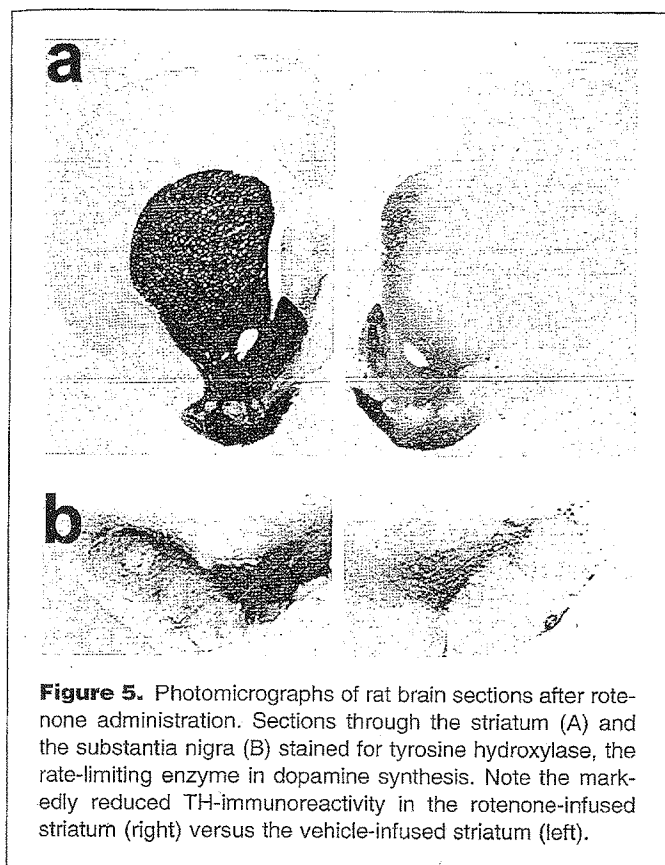 a
b
Figure 5. Photomicrographs of rat brain sections after rote-
none administration. Sections through the striatum (A) and
the substantia nigra (B) stained for tyrosine hydroxylase, the
rate-limiting enzyme in dopamine synthesis. Note the mark-
edly reduced TH-immunoreactivity in the rotenone-infused
striatum (right) versus the vehicle-infused striatum (left).